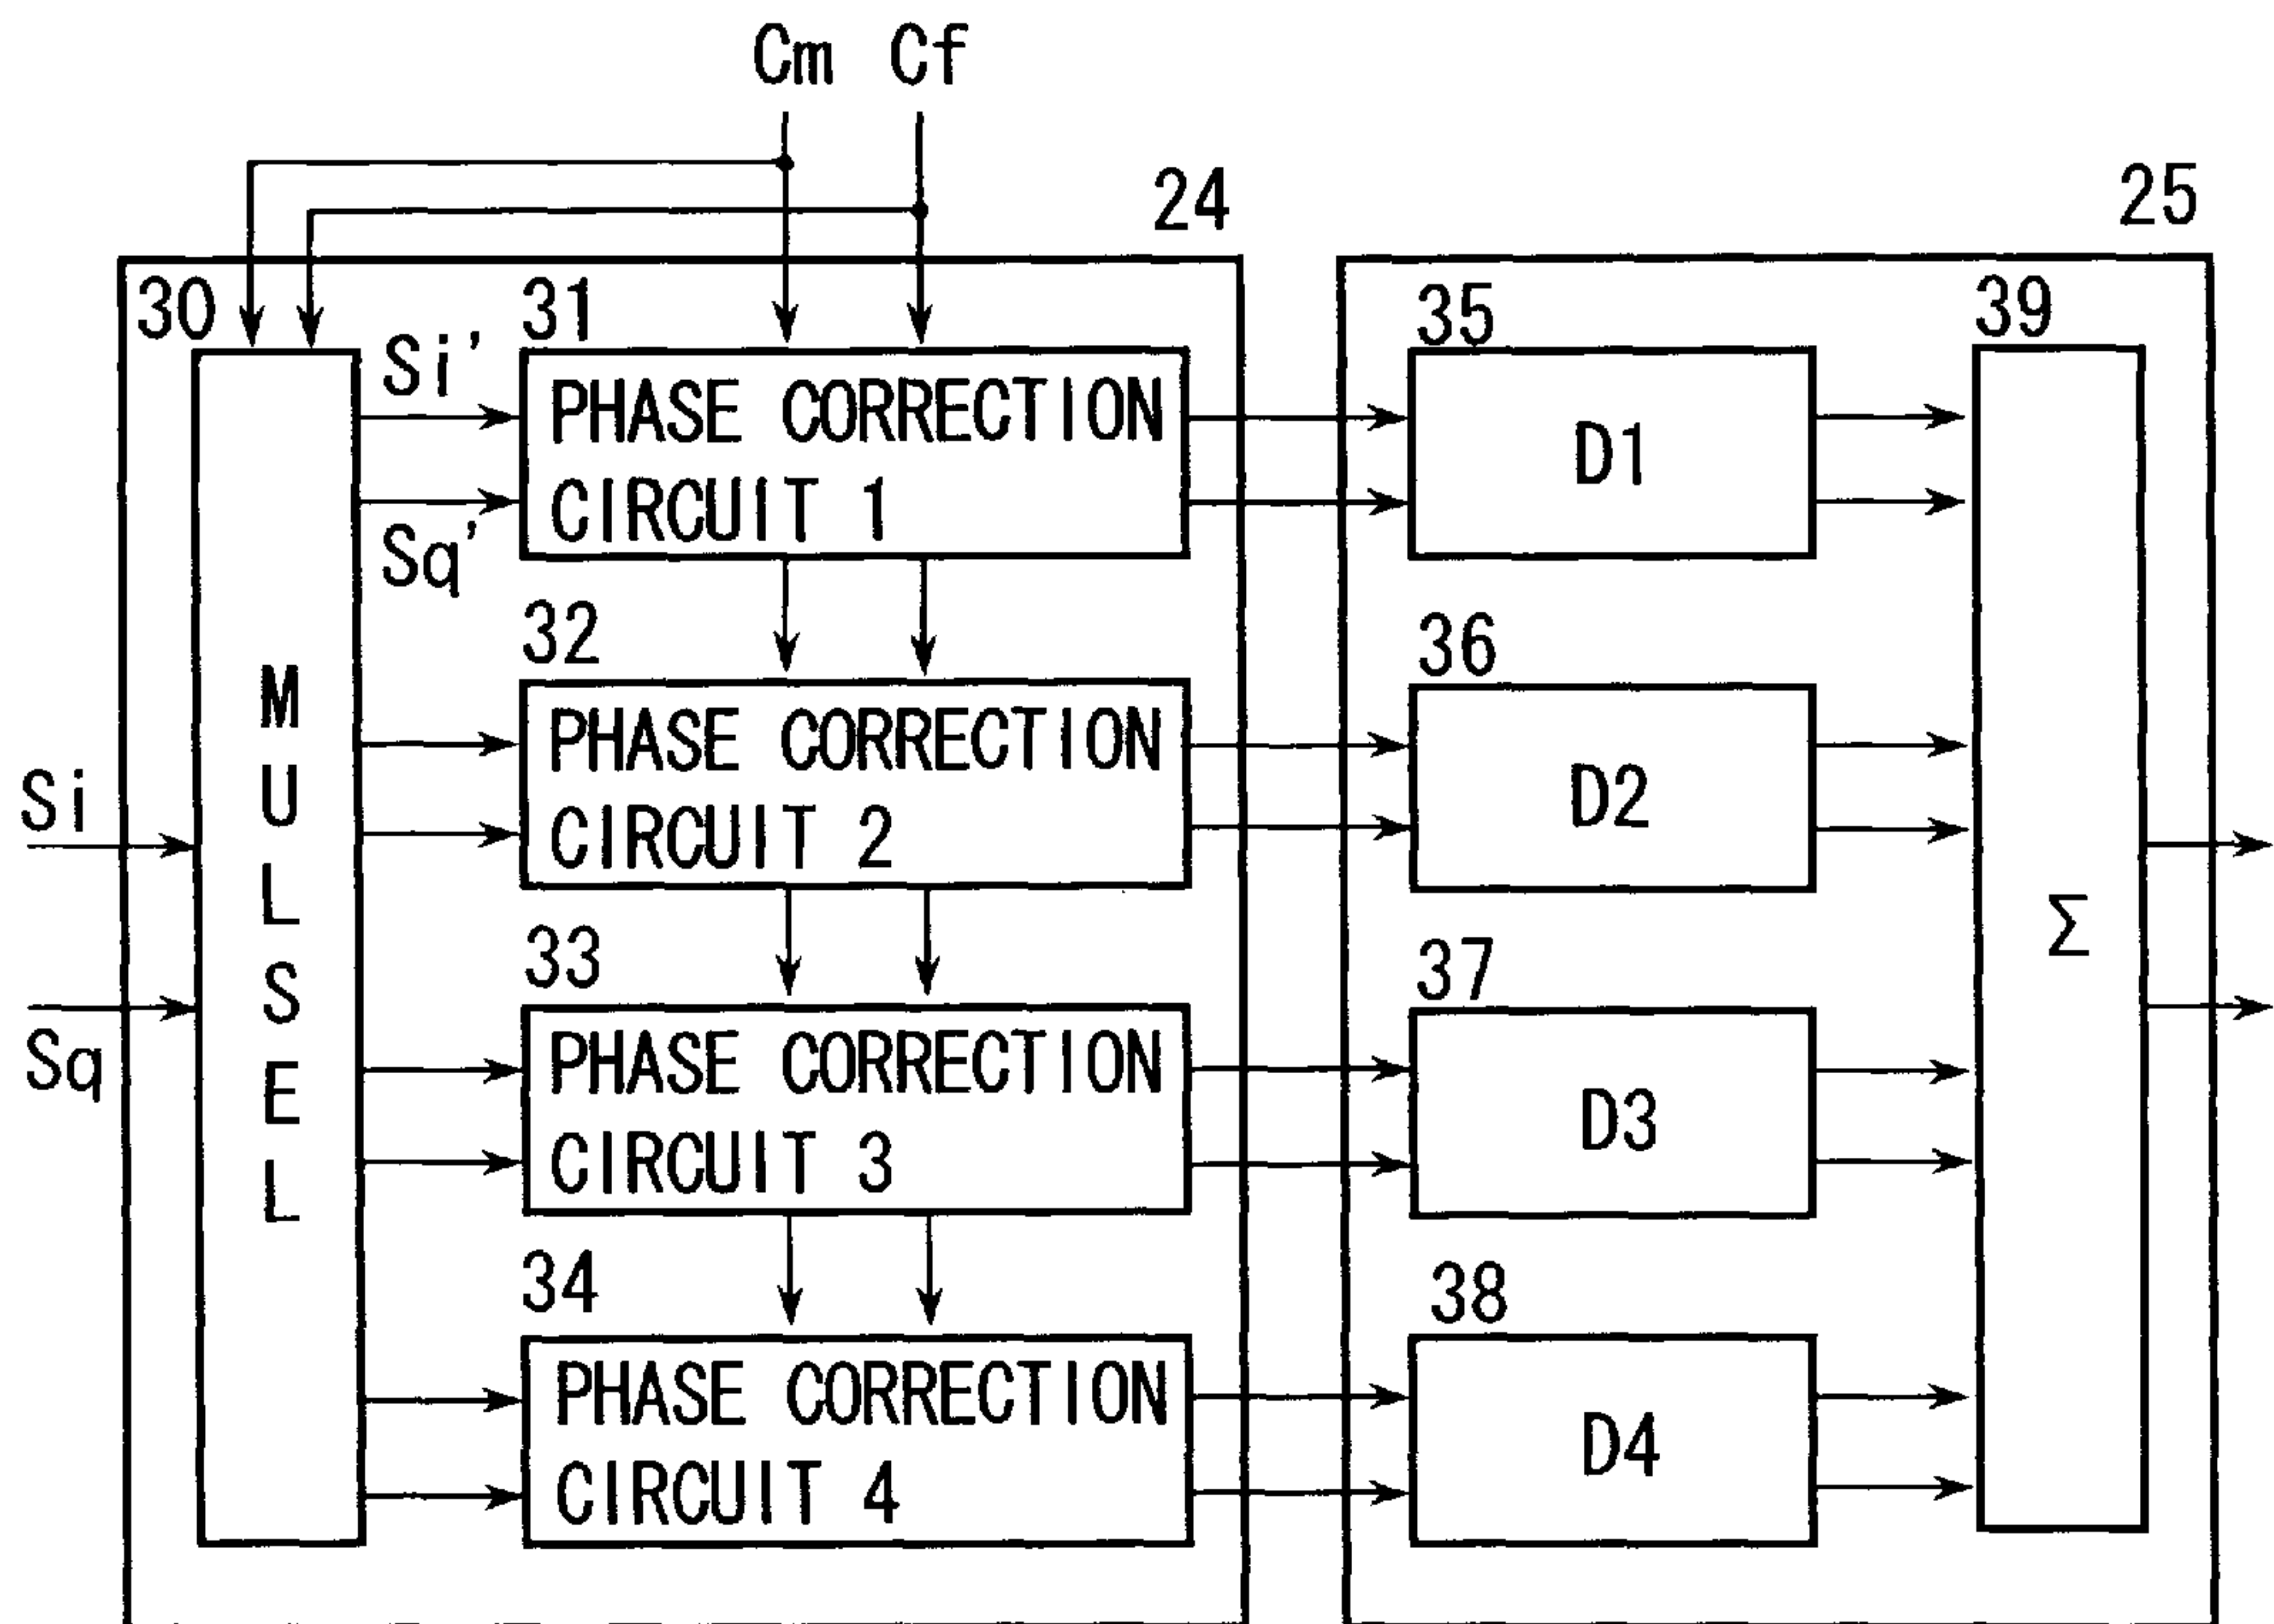 Cm Cf
24
25
30
31
35
39
Si'
PHASE CORRECTION
CIRCUIT 1
D1
Sq'
32
36
MULSEL
PHASE CORRECTION
CIRCUIT 2
D2
Si
33
37
Σ
Sq
PHASE CORRECTION
CIRCUIT 3
D3
34
38
PHASE CORRECTION
CIRCUIT 4
D4